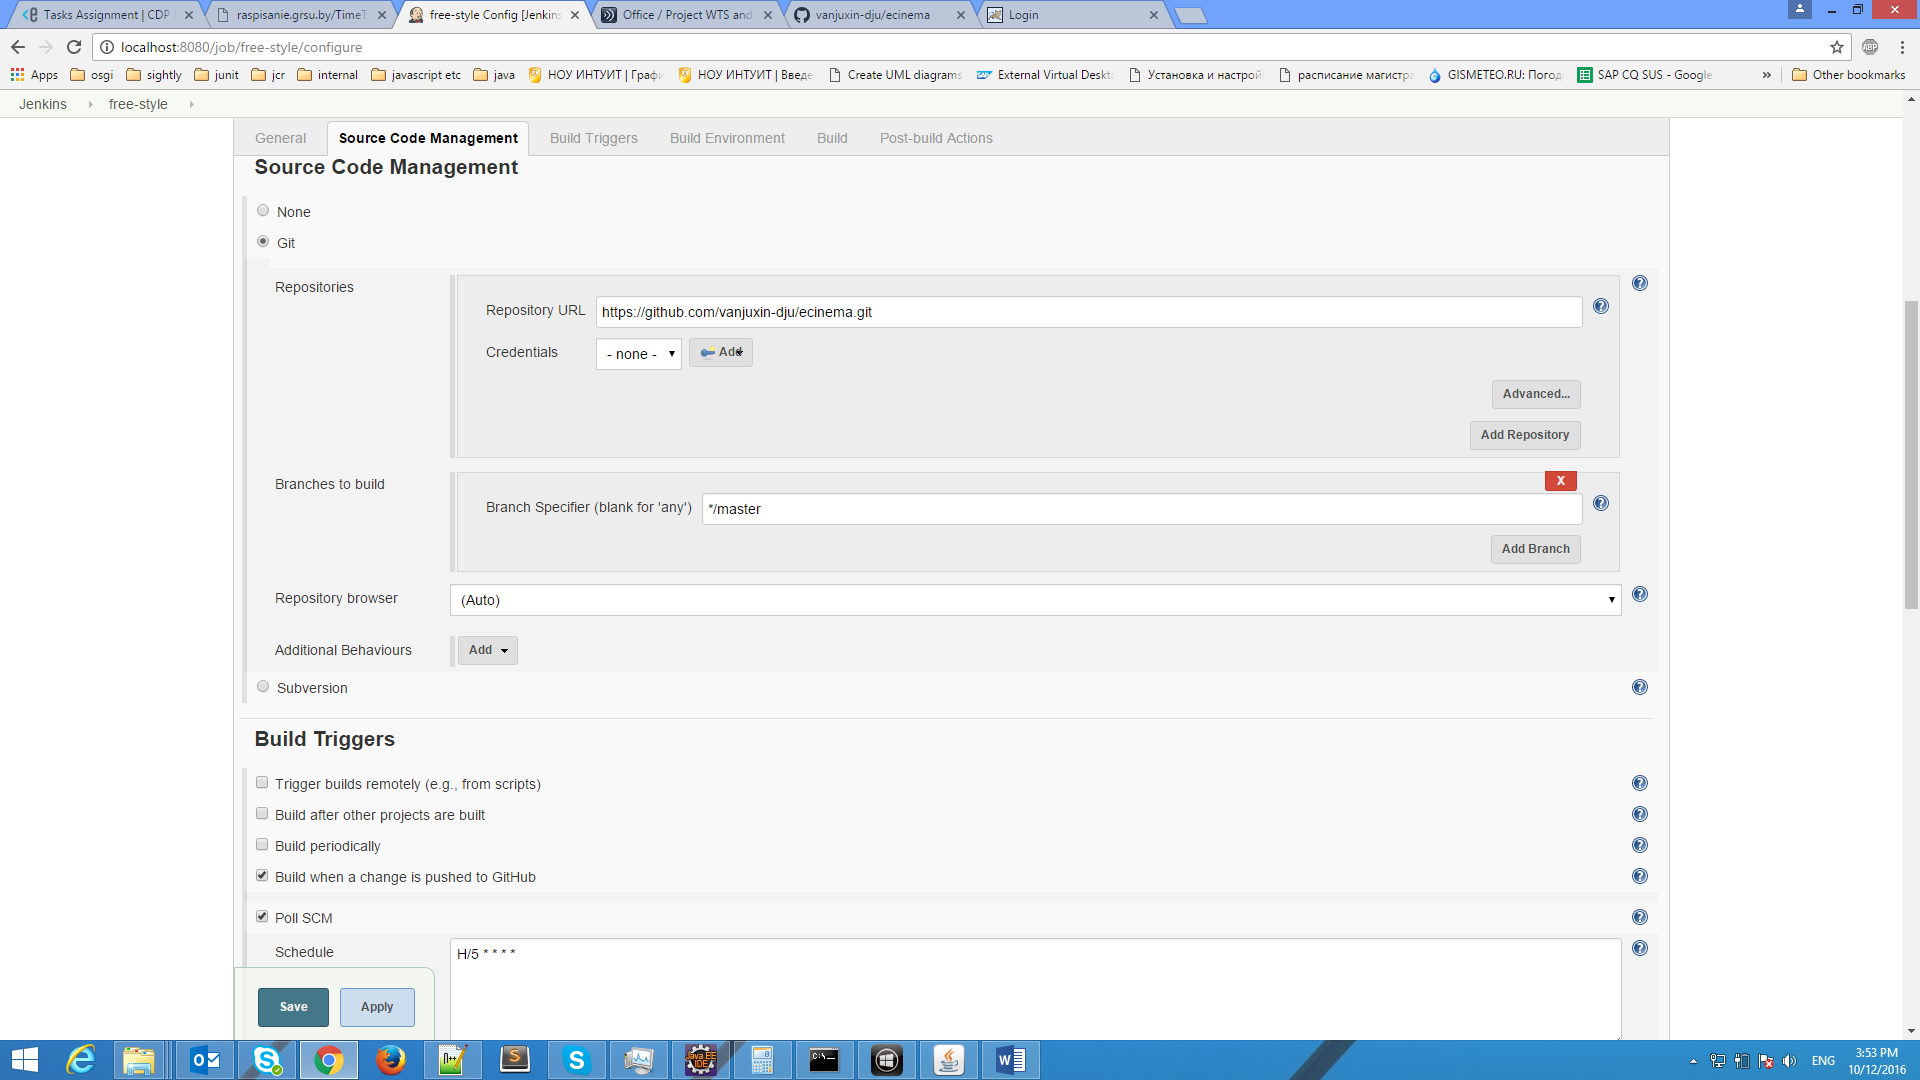 Tasks Assignment | CDP
raspisanie.grsu.by/TimeT
free-style Config [Jenkins
Office / Project WTS and
vanjuxin-dju/ecinema
Login
localhost:8080/job/free-style/configure
ABP
Apps
osgi
sightly
junit
jcr
internal
javascript etc
java
НОУ ИНТУИТ | Графи
НОУ ИНТУИТ | Введе
Create UML diagrams
External Virtual Deskt
Установка и настрой
расписание магистра
GISMETEO.RU: Погод
SAP CQ SUS - Google
»
Other bookmarks
Jenkins
free-style
General
Source Code Management
Build Triggers
Build Environment
Build
Post-build Actions
Source Code Management
None
Git
Repositories
Repository URL
https://github.com/vanjuxin-dju/ecinema.git
Credentials
- none -
Add
Advanced...
Add Repository
Branches to build
X
Branch Specifier (blank for 'any')
*/master
Add Branch
Repository browser
(Auto)
Additional Behaviours
Add
Subversion
Build Triggers
Trigger builds remotely (e.g., from scripts)
Build after other projects are built
Build periodically
Build when a change is pushed to GitHub
Poll SCM
Schedule
H/5 * * * *
Save
Apply
ENG
3:53 PM
10/12/2016